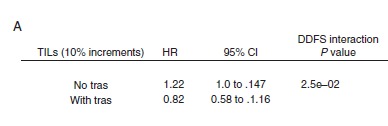 A
DDFS interaction
TILs (10% increments) HR 95% CI P value
No tras 1.22 1.0 to .147 2.5e–02
With tras 0.82 0.58 to .1.16